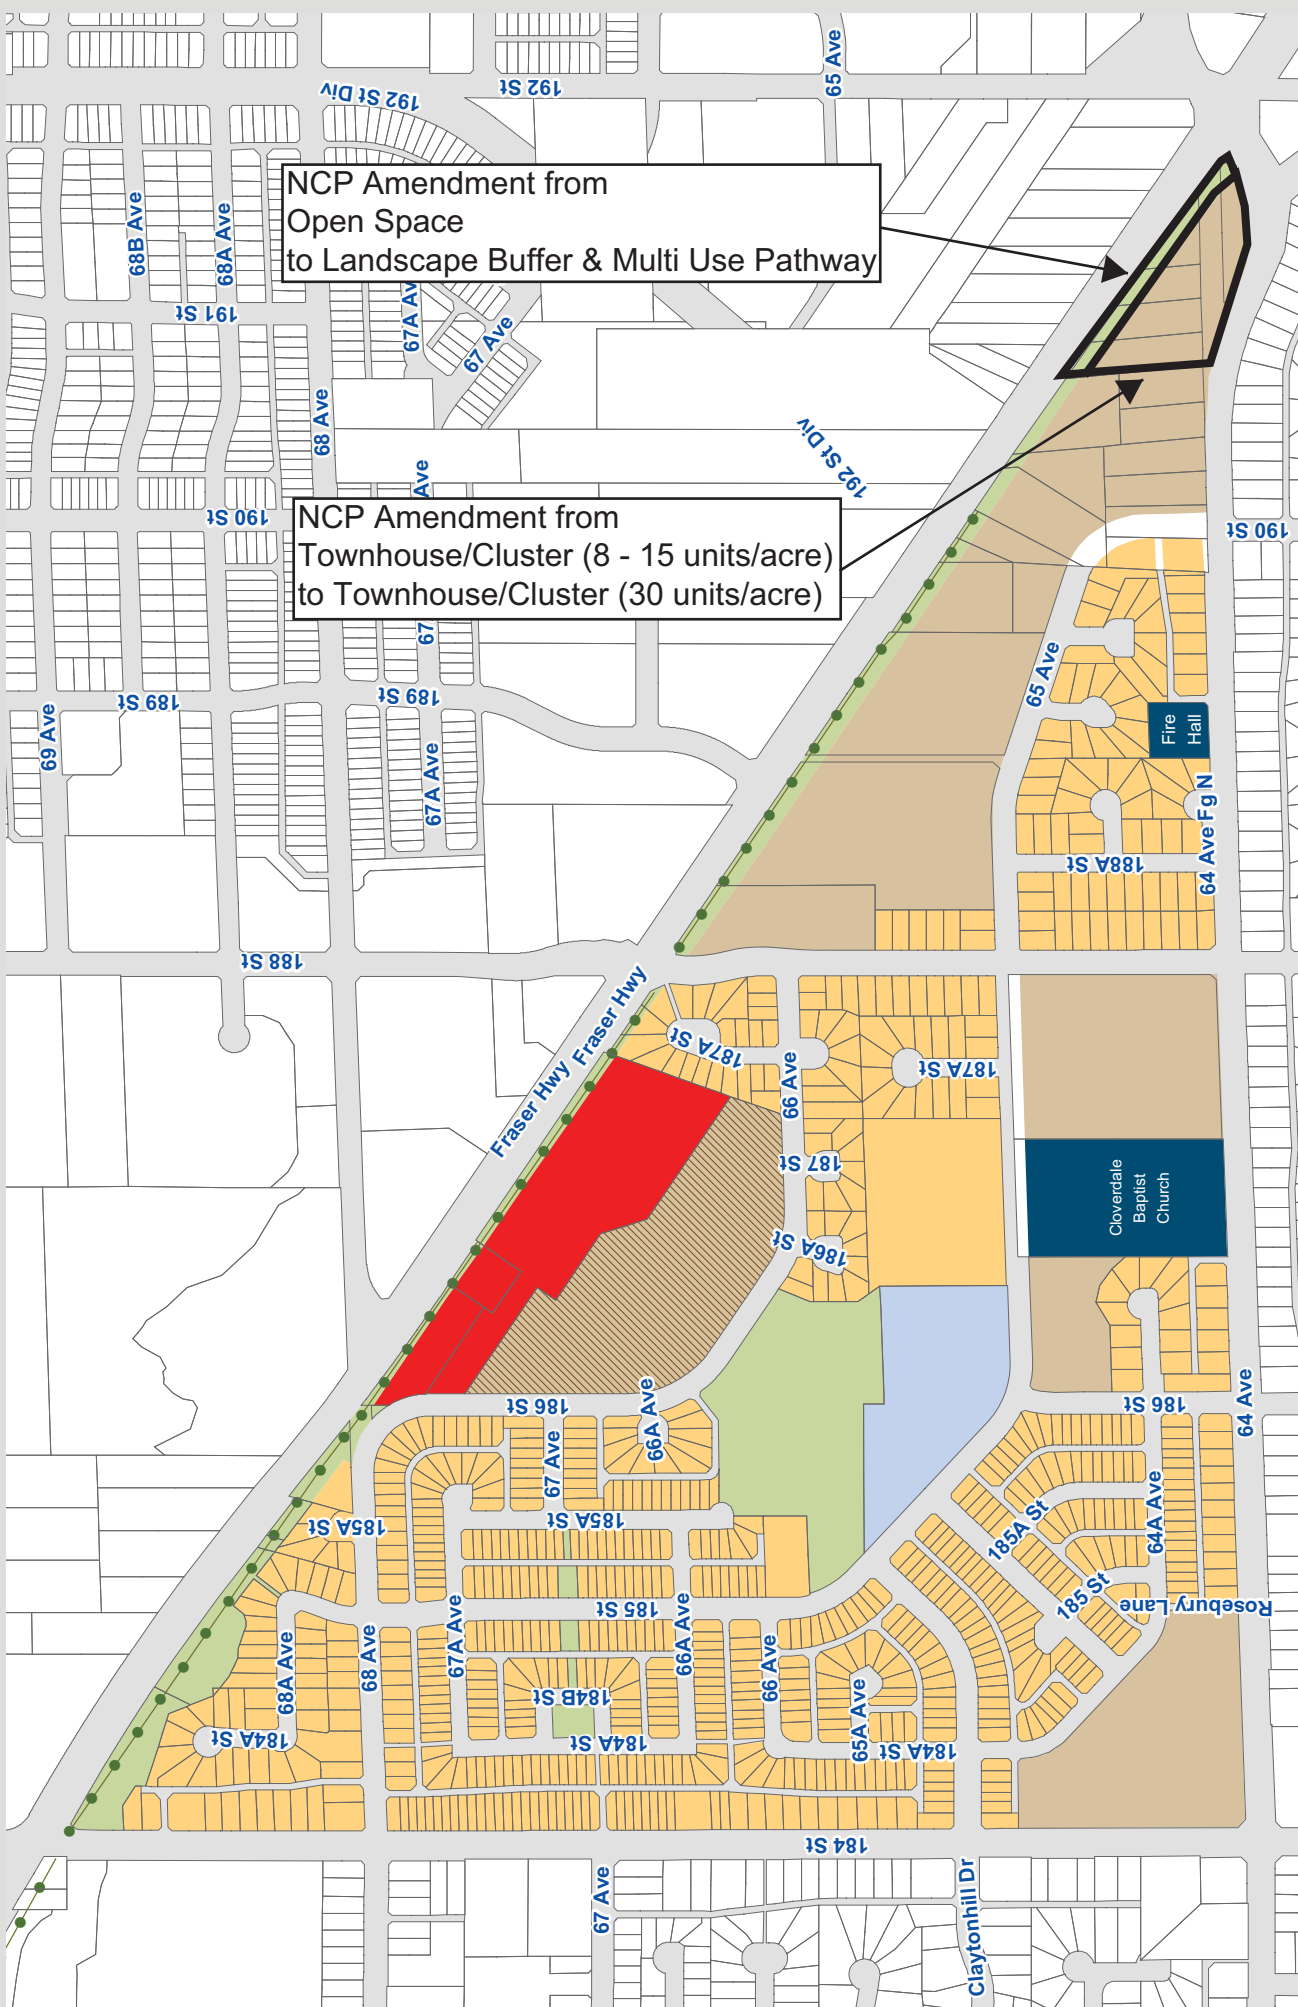 65 Ave
192 St Div
192 St
NCP Amendment from
Open Space
to Landscape Buffer & Multi Use Pathway
68B Ave
68A Ave
191 St
67A Av
67 Ave
68 Ave
192 St Div
Ave
190 St
NCP Amendment from
Townhouse/Cluster (8 - 15 units/acre)
to Townhouse/Cluster (30 units/acre)
190 St
67
65 Ave
189 St
189 St
69 Ave
Fire
Hall
67A Ave
64 Ave Fg N
188A St
188 St
Fraser Hwy
Fraser Hwy
187A St
66 Ave
187A St
187 St
Cloverdale
Baptist
Church
186A St
186 St
66A Ave
186 St
64 Ave
67 Ave
185A St
185A St
185A St
64A Ave
185 St
185 St
Rosebury Lane
67A Ave
66A Ave
68 Ave
68A Ave
66 Ave
184B St
65A Ave
184A St
184A St
184A St
184 St
67 Ave
Claytonhill Dr